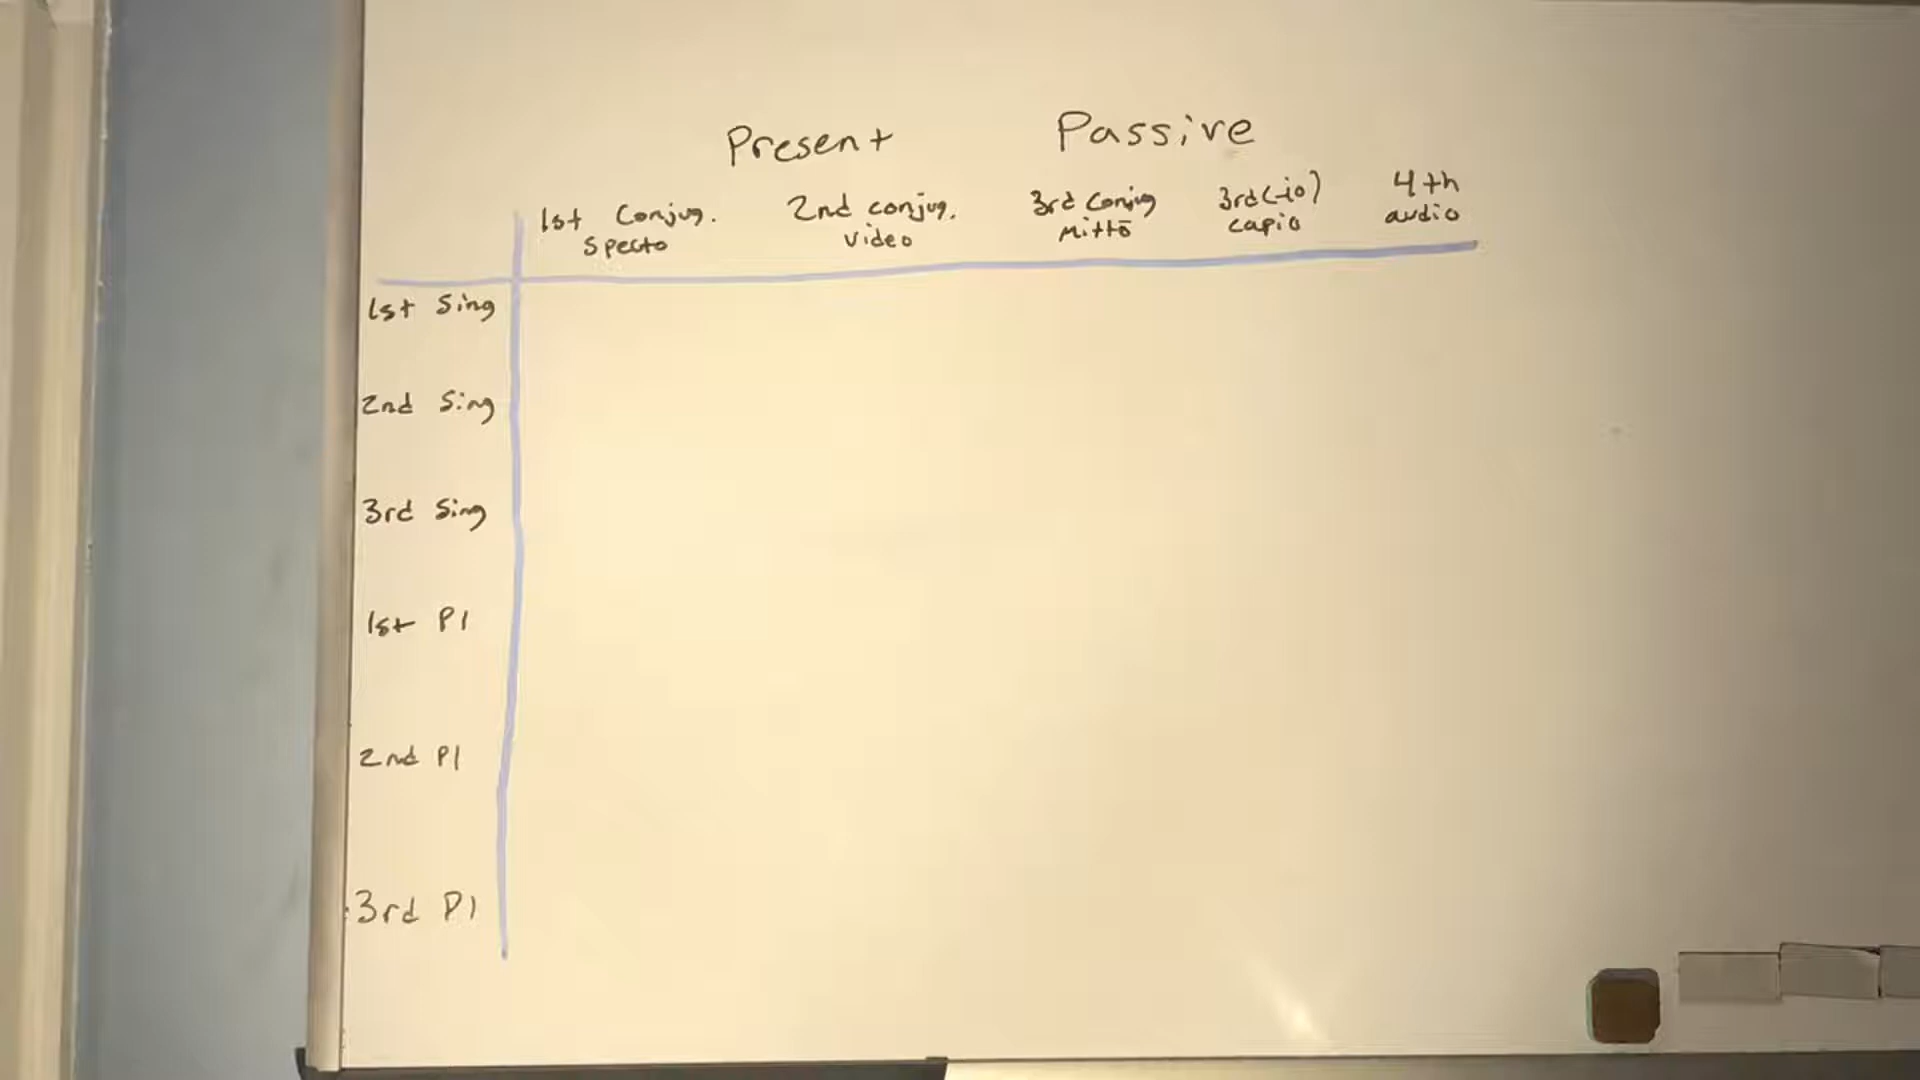 Present Passive
1st Conjug. 2nd conjug. 3rd Conjug 3rd(-io) 4th
Specto video Mittō capio audio
1st Sing
2nd Sing
3rd Sing
1st Pl
2nd Pl
3rd Pl